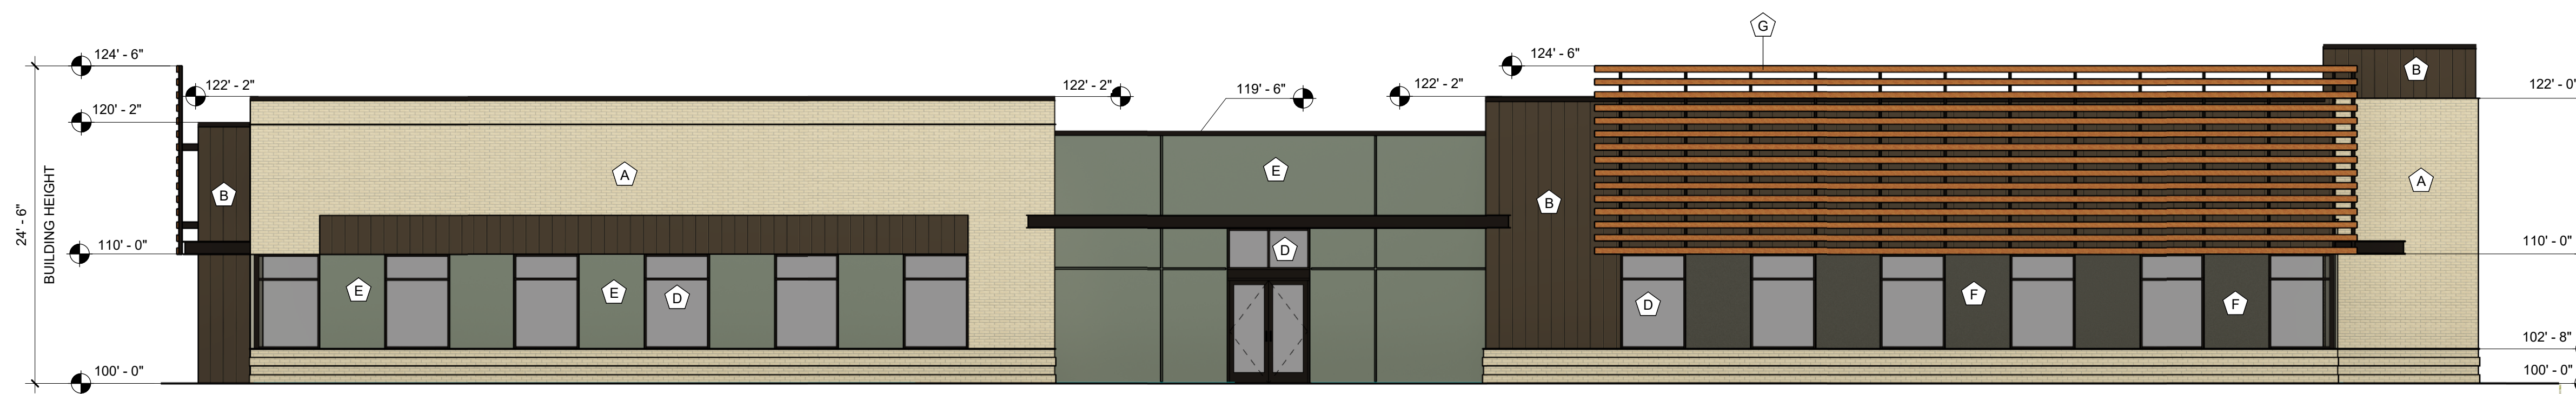 G
124' - 6"
124' - 6"
B
122' - 2"
122' - 2"
119' - 6"
122' - 2"
122' - 0"
120' - 2"
E
A
A
B
B
24' - 6"
BUILDING HEIGHT
110' - 0"
D
110' - 0"
E
E
D
D
F
F
102' - 8"
100' - 0"
100' - 0"